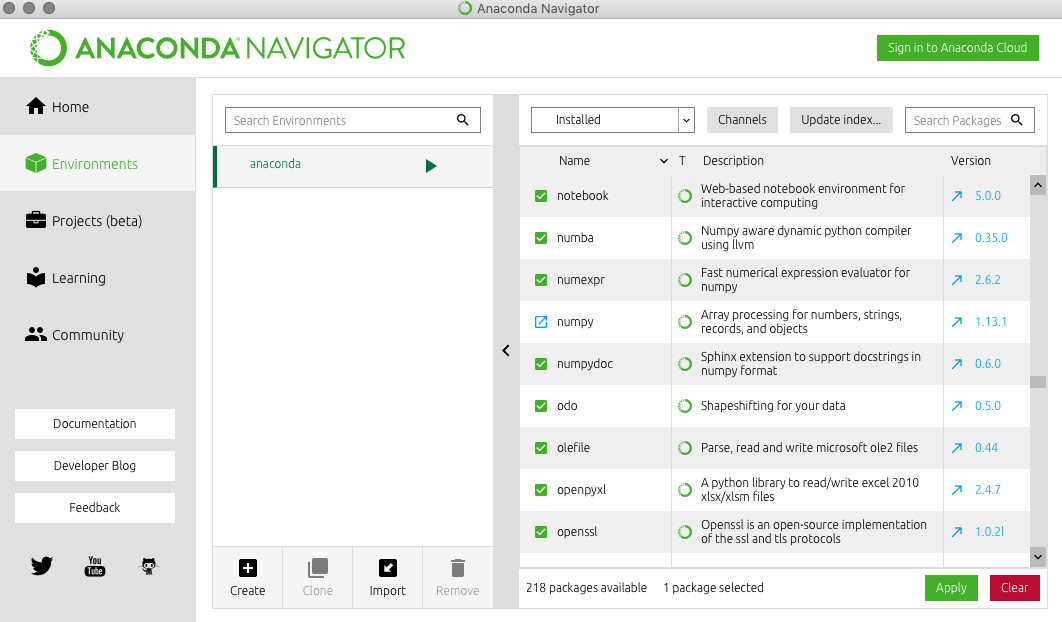 Anaconda Navigator
ANACONDA NAVIGATOR
Sign in to Anaconda Cloud
Home
Environments
Projects (beta)
Learning
Community
Documentation
Developer Blog
Feedback
You
Tube
Search Environments
anaconda
Create
Clone
Import
Remove
Installed
Channels
Update index...
Search Packages
Name T Description Version
notebook Web-based notebook environment for
interactive computing 5.0.0
numba Numpy aware dynamic python compiler
using llvm 0.35.0
numexpr Fast numerical expression evaluator for
numpy 2.6.2
numpy Array processing for numbers, strings,
records, and objects 1.13.1
numpydoc Sphinx extension to support docstrings in
numpy format 0.6.0
odo Shapeshifting for your data 0.5.0
olefile Parse, read and write microsoft ole2 files 0.44
openpyxl A python library to read/write excel 2010
xlsx/xlsm files 2.4.7
openssl Openssl is an open-source implementation
of the ssl and tls protocols 1.0.2l
218 packages available 1 package selected
Apply
Clear